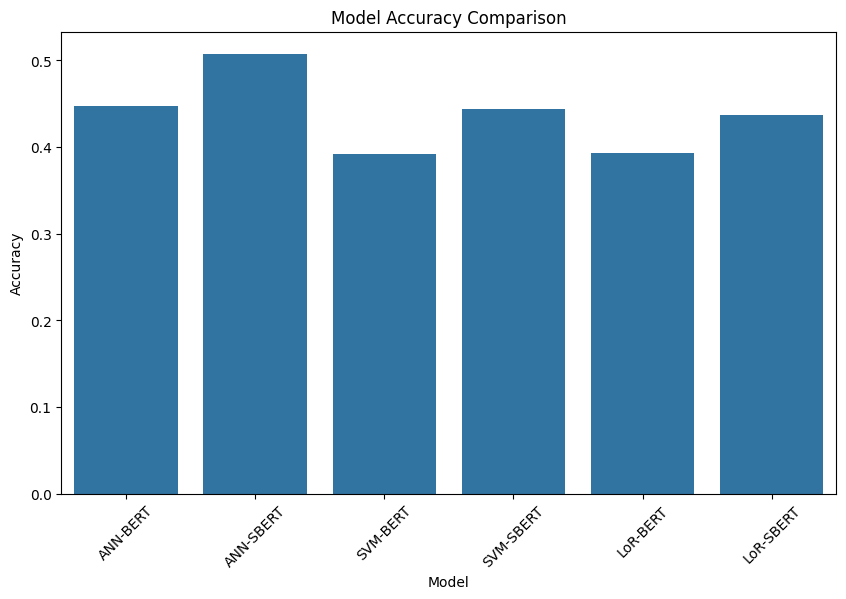 Model Accuracy Comparison
Accuracy
0.5
0.4
0.3
0.2
0.1
0.0
ANN-BERT
ANN-SBERT
SVM-BERT
SVM-SBERT
LoR-BERT
LoR-SBERT
Model